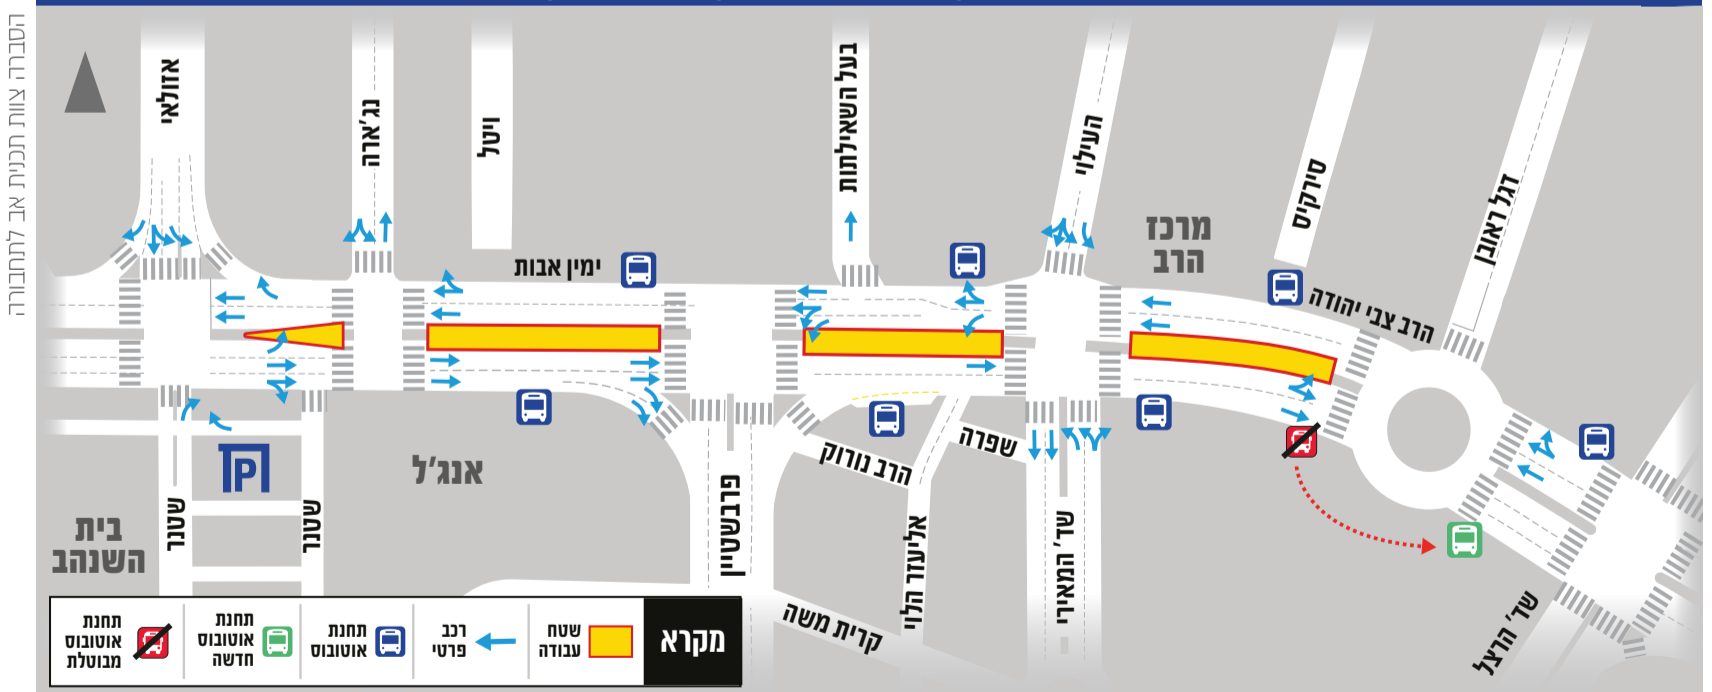 הטברה צוות תכנית אב לתחבורה
אזולאי
נג'ארה
ויטל
בעל השאילתות
העילוי
סירקיס
דגל ראובן
מרכז
הרב
ימין אבות
הרב צבי יהודה
P
שטנר
שטנר
בית
השנהב
אנג'ל
פרבשטיין
הרב נורוק
שפרה
אליעזר הלוי
שד' המאירי
קרית משה
שד' הרצל
מקרא
שטח
עבודה
רכב
פרטי
תחנת
אוטובוס
תחנת
אוטובוס
חדשה
תחנת
אוטובוס
מבוטלת